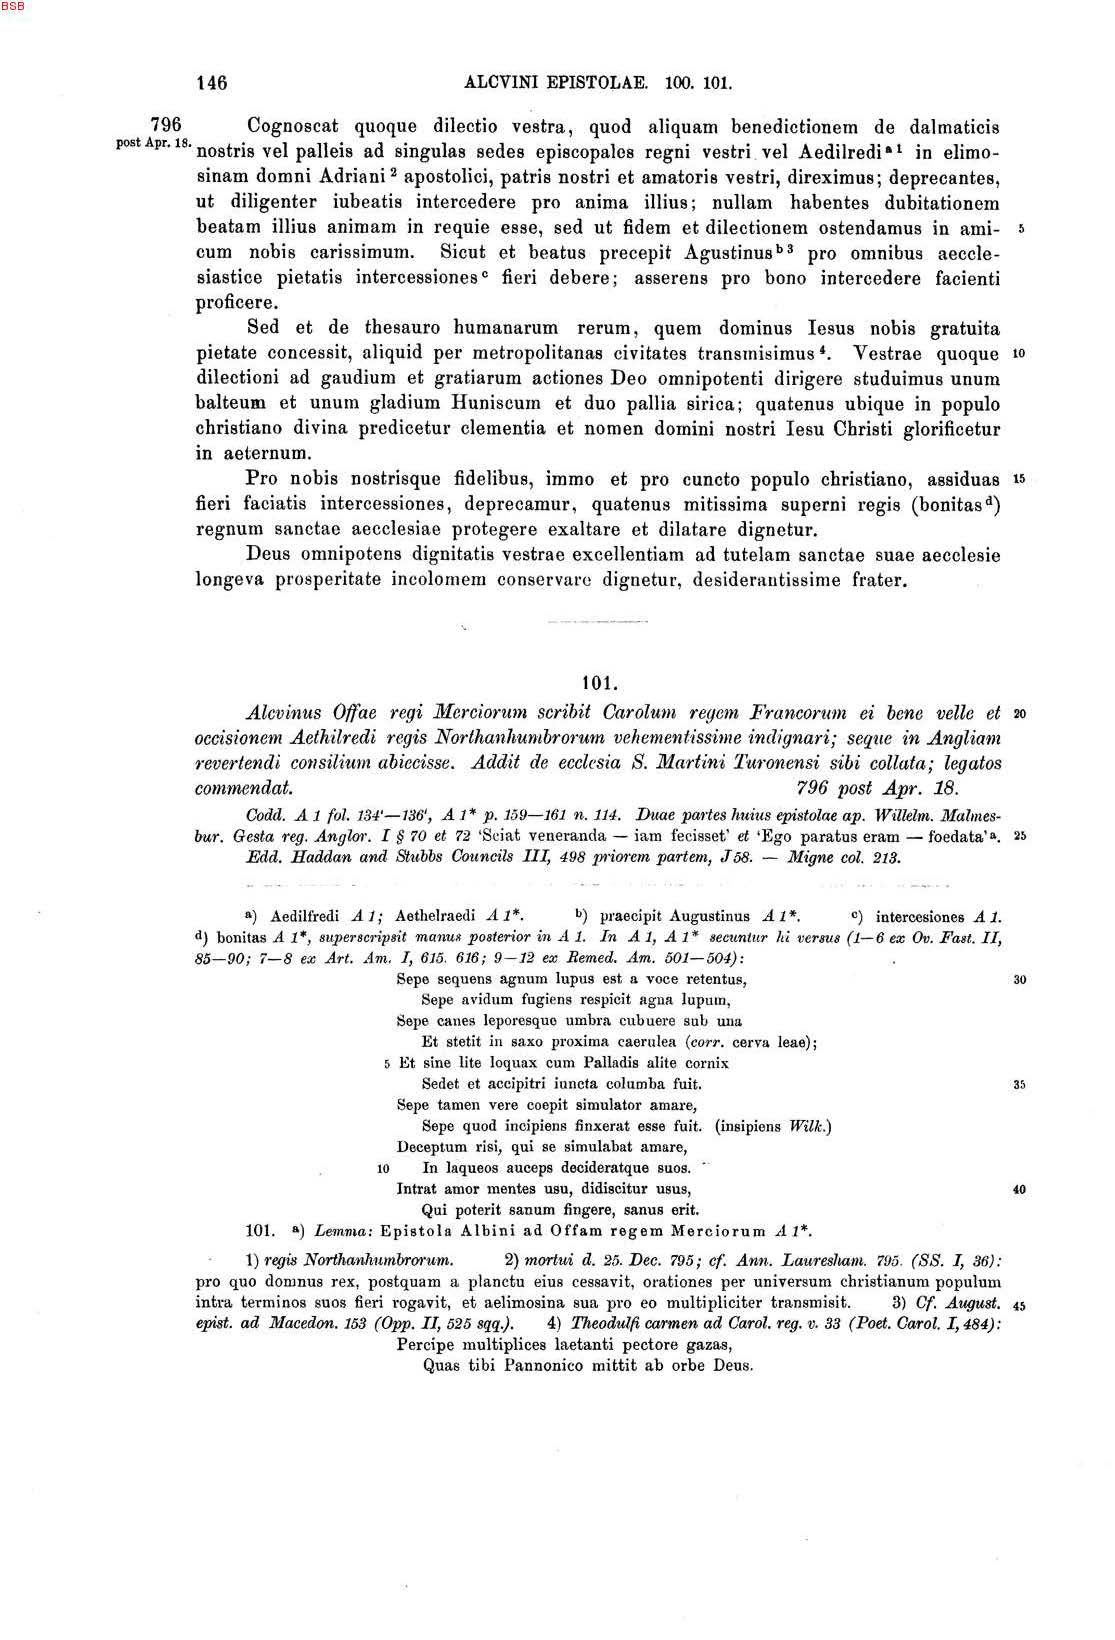 BSB
146 ALCVINI EPISTOLAE. 100. 101.
796 Cognoscat quoque dilectio vestra, quod aliquam benedictionem de dalmaticis
post Apr. 18. nostris vel palleis ad singulas sedes episcopales regni vestri vel Aedilredi a 1 in elimo-
sinam domni Adriani 2 apostolici, patris nostri et amatoris vestri, direximus; deprecantes,
ut diligenter iubeatis intercedere pro anima illius; nullam habentes dubitationem
beatam illius animam in requie esse, sed ut fidem et dilectionem ostendamus in ami- 5
cum nobis carissimum. Sicut et beatus precepit Agustinus b 3 pro omnibus aeccle-
siastice pietatis intercessiones c fieri debere; asserens pro bono intercedere facienti
proficere.
Sed et de thesauro humanarum rerum, quem dominus Iesus nobis gratuita
pietate concessit, aliquid per metropolitanas civitates transmisimus 4. Vestrae quoque 10
dilectioni ad gaudium et gratiarum actiones Deo omnipotenti dirigere studuimus unum
balteum et unum gladium Huniscum et duo pallia sirica; quatenus ubique in populo
christiano divina predicetur clementia et nomen domini nostri Iesu Christi glorificetur
in aeternum.
Pro nobis nostrisque fidelibus, immo et pro cuncto populo christiano, assiduas 15
fieri faciatis intercessiones, deprecamur, quatenus mitissima superni regis (bonitas d)
regnum sanctae aecclesiae protegere exaltare et dilatare dignetur.
Deus omnipotens dignitatis vestrae excellentiam ad tutelam sanctae suae aecclesie
longeva prosperitate incolomem conservare dignetur, desiderantissime frater.
101.
Alcvinus Offae regi Merciorum scribit Carolum regem Francorum ei bene velle et 20
occisionem Aethilredi regis Northanhumbrorum vehementissime indignari; seque in Angliam
revertendi consilium abiecisse. Addit de ecclesia S. Martini Turonensi sibi collata; legatos
commendat. 796 post Apr. 18.
Codd. A 1 fol. 134'—136', A 1* p. 159—161 n. 114. Duae partes huius epistolae ap. Willelm. Malmes-
bur. Gesta reg. Anglor. I § 70 et 72 ‘Sciat veneranda — iam fecisset’ et ‘Ego paratus eram — foedata’ a. 25
Edd. Haddan and Stubbs Councils III, 498 priorem partem, J 58. — Migne col. 213.
a) Aedilfredi A 1; Aethelraedi A 1*. b) praecipit Augustinus A 1*. c) intercesiones A 1.
d) bonitas A 1*, superscripsit manus posterior in A 1. In A 1, A 1* secuntur hi versus (1—6 ex Ov. Fast. II,
85—90; 7—8 ex Art. Am. I, 615. 616; 9—12 ex Remed. Am. 501—504):
Sepe sequens agnum lupus est a voce retentus, 30
Sepe avidum fugiens respicit agna lupum,
Sepe canes leporesque umbra cubuere sub una
Et stetit in saxo proxima caerulea (corr. cerva leae);
5 Et sine lite loquax cum Palladis alite cornix
Sedet et accipitri iuncta columba fuit. 35
Sepe tamen vere coepit simulator amare,
Sepe quod incipiens finxerat esse fuit. (insipiens Wilk.)
Deceptum risi, qui se simulabat amare,
10 In laqueos auceps decideratque suos.
Intrat amor mentes usu, didiscitur usus, 40
Qui poterit sanum fingere, sanus erit.
101. a) Lemma: Epistola Albini ad Offam regem Merciorum A 1*.
1) regis Northanhumbrorum. 2) mortui d. 25. Dec. 795; cf. Ann. Lauresham. 795. (SS. I, 36):
pro quo domnus rex, postquam a planctu eius cessavit, orationes per universum christianum populum
intra terminos suos fieri rogavit, et aelimosina sua pro eo multipliciter transmisit. 3) Cf. August. 45
epist. ad Macedon. 153 (Opp. II, 525 sqq.). 4) Theodulfi carmen ad Carol. reg. v. 33 (Poet. Carol. I, 484):
Percipe multiplices laetanti pectore gazas,
Quas tibi Pannonico mittit ab orbe Deus.